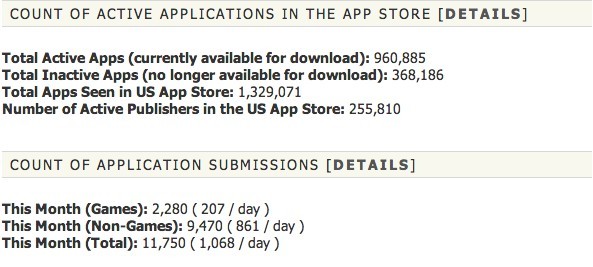 COUNT OF ACTIVE APPLICATIONS IN THE APP STORE [DETAILS]
Total Active Apps (currently available for download): 960,885
Total Inactive Apps (no longer available for download): 368,186
Total Apps Seen in US App Store: 1,329,071
Number of Active Publishers in the US App Store: 255,810
COUNT OF APPLICATION SUBMISSIONS [DETAILS]
This Month (Games): 2,280 ( 207 / day )
This Month (Non-Games): 9,470 ( 861 / day )
This Month (Total): 11,750 ( 1,068 / day )